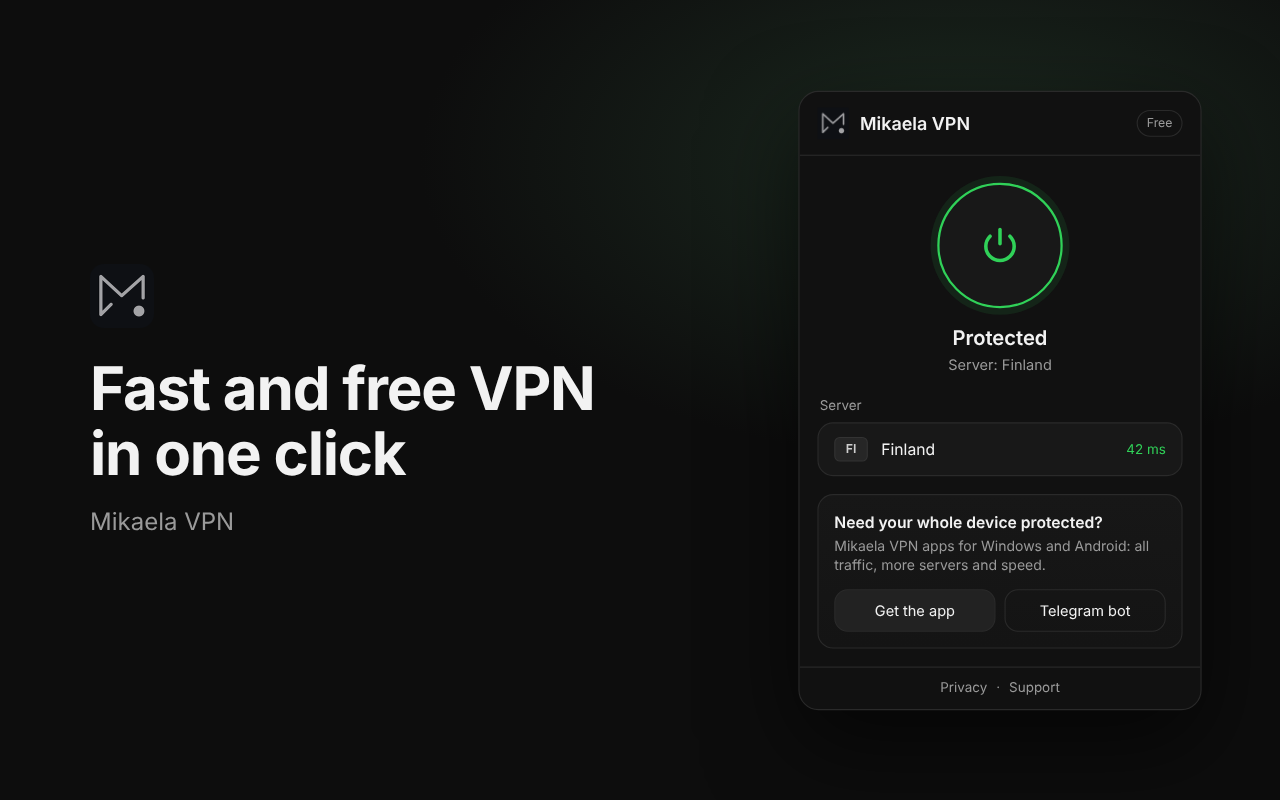 Fast and free VPN
in one click
Mikaela VPN
Mikaela VPN
Free
Protected
Server: Finland
Server
FI
Finland
42 ms
Need your whole device protected?
Mikaela VPN apps for Windows and Android: all
traffic, more servers and speed.
Get the app
Telegram bot
Privacy · Support